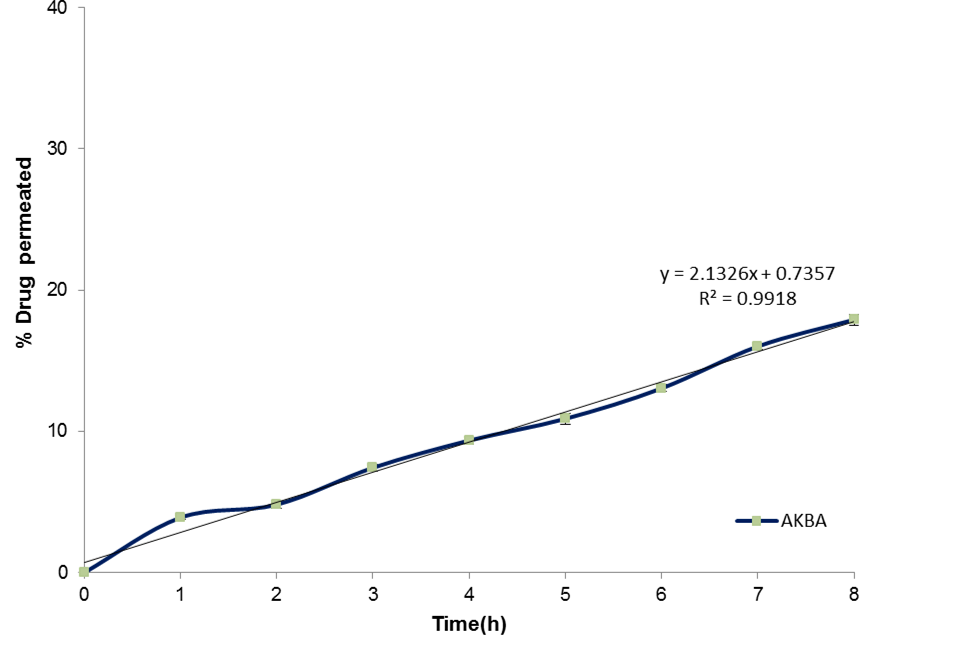 40
30
20
10
0
% Drug permeated
y = 2.1326x + 0.7357
R² = 0.9918
AKBA
0 1 2 3 4 5 6 7 8
Time(h)